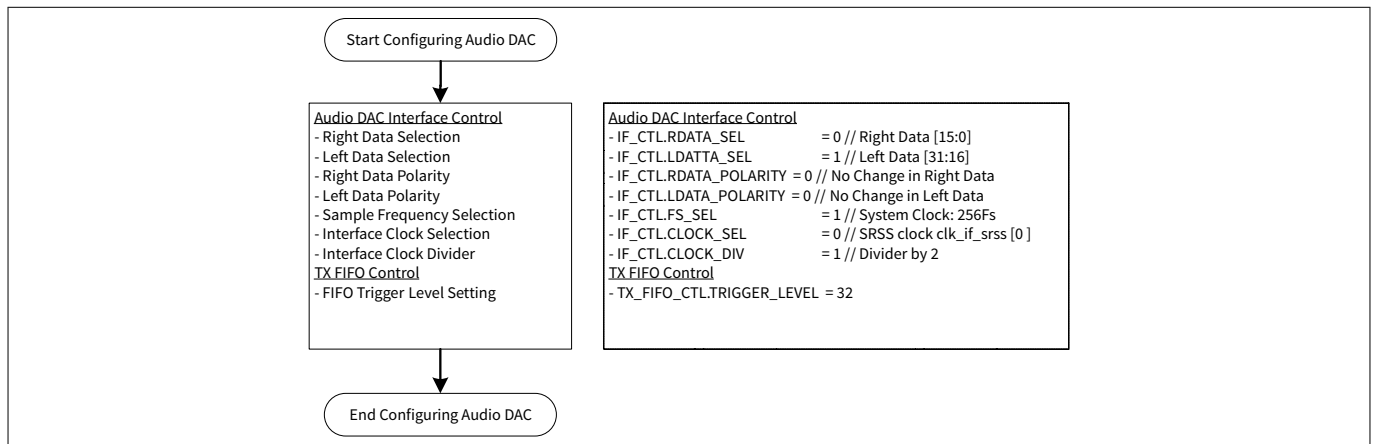 Start Configuring Audio DAC
Audio DAC Interface Control
- Right Data Selection
- Left Data Selection
- Right Data Polarity
- Left Data Polarity
- Sample Frequency Selection
- Interface Clock Selection
- Interface Clock Divider
TX FIFO Control
- FIFO Trigger Level Setting
Audio DAC Interface Control
- IF_CTL.RDATA_SEL = 0 // Right Data [15:0]
- IF_CTL.LDATTA_SEL = 1 // Left Data [31:16]
- IF_CTL.RDATA_POLARITY = 0 // No Change in Right Data
- IF_CTL.LDATA_POLARITY = 0 // No Change in Left Data
- IF_CTL.FS_SEL = 1 // System Clock: 256Fs
- IF_CTL.CLOCK_SEL = 0 // SRSS clock clk_if_srss [0 ]
- IF_CTL.CLOCK_DIV = 1 // Divider by 2
TX FIFO Control
- TX_FIFO_CTL.TRIGGER_LEVEL = 32
End Configuring Audio DAC